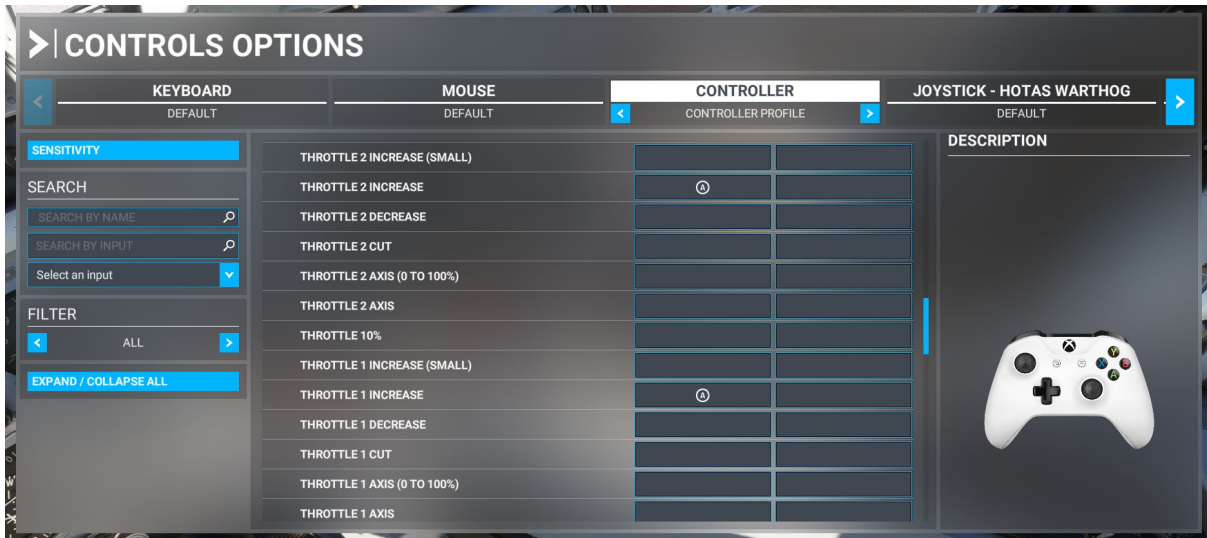 CONTROLS OPTIONS
KEYBOARD
DEFAULT
MOUSE
DEFAULT
CONTROLLER
CONTROLLER PROFILE
JOYSTICK - HOTAS WARTHOG
DEFAULT
SENSITIVITY
SEARCH
SEARCH BY NAME
SEARCH BY INPUT
Select an input
FILTER
ALL
EXPAND / COLLAPSE ALL
THROTTLE 2 INCREASE (SMALL)
THROTTLE 2 INCREASE A
THROTTLE 2 DECREASE
THROTTLE 2 CUT
THROTTLE 2 AXIS (0 TO 100%)
THROTTLE 2 AXIS
THROTTLE 10%
THROTTLE 1 INCREASE (SMALL)
THROTTLE 1 INCREASE A
THROTTLE 1 DECREASE
THROTTLE 1 CUT
THROTTLE 1 AXIS (0 TO 100%)
THROTTLE 1 AXIS
DESCRIPTION
Y
X B
A